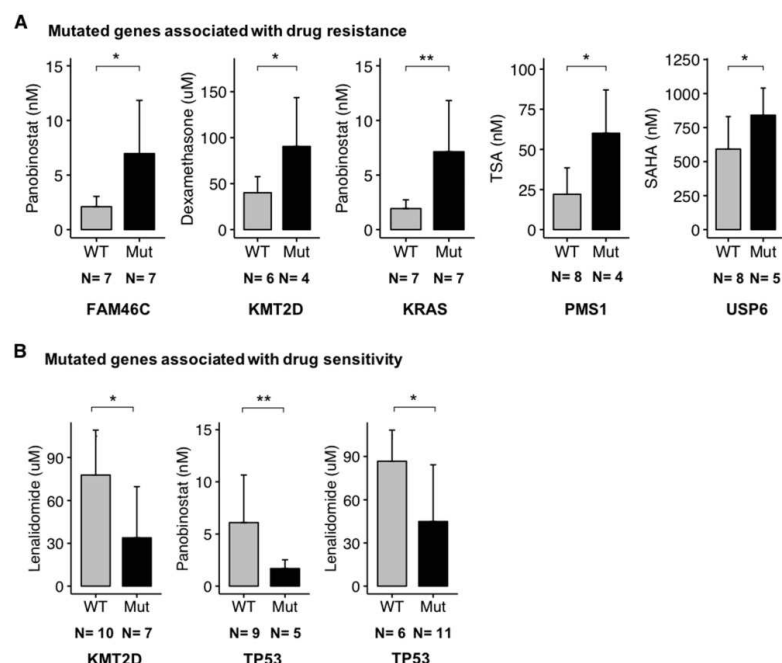 A Mutated genes associated with drug resistance
* * ** * *
Panobinostat (nM) 15 10 5 0
Dexamethasone (uM) 150 100 50 0
Panobinostat (nM) 15 10 5 0
TSA (nM) 100 75 50 25 0
SAHA (nM) 1250 1000 750 500 250 0
WT Mut WT Mut WT Mut WT Mut WT Mut
N= 7 N= 7 N= 6 N= 4 N= 7 N= 7 N= 8 N= 4 N= 8 N= 5
FAM46C KMT2D KRAS PMS1 USP6
B Mutated genes associated with drug sensitivity
* ** *
Lenalidomide (uM) 90 60 30 0
Panobinostat (nM) 15 10 5 0
Lenalidomide (uM) 90 60 30 0
WT Mut WT Mut WT Mut
N= 10 N= 7 N= 9 N= 5 N= 6 N= 11
KMT2D TP53 TP53